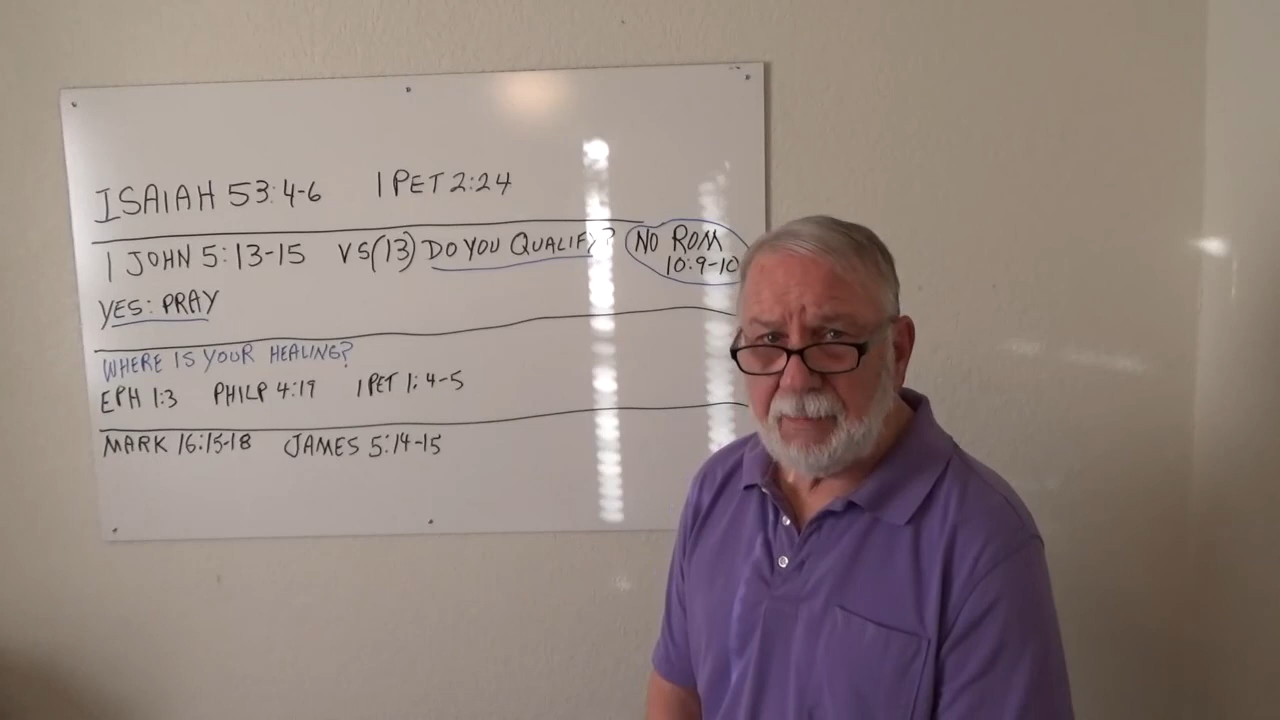 ISAIAH 53:4-6 1 PET 2:24
1 JOHN 5:13-15 VS(13) DO YOU QUALIFY? NO ROM
10:9-10
YES: PRAY
WHERE IS YOUR HEALING?
EPH 1:3 PHILP 4:19 1 PET 1:4-5
MARK 16:15-18 JAMES 5:14-15